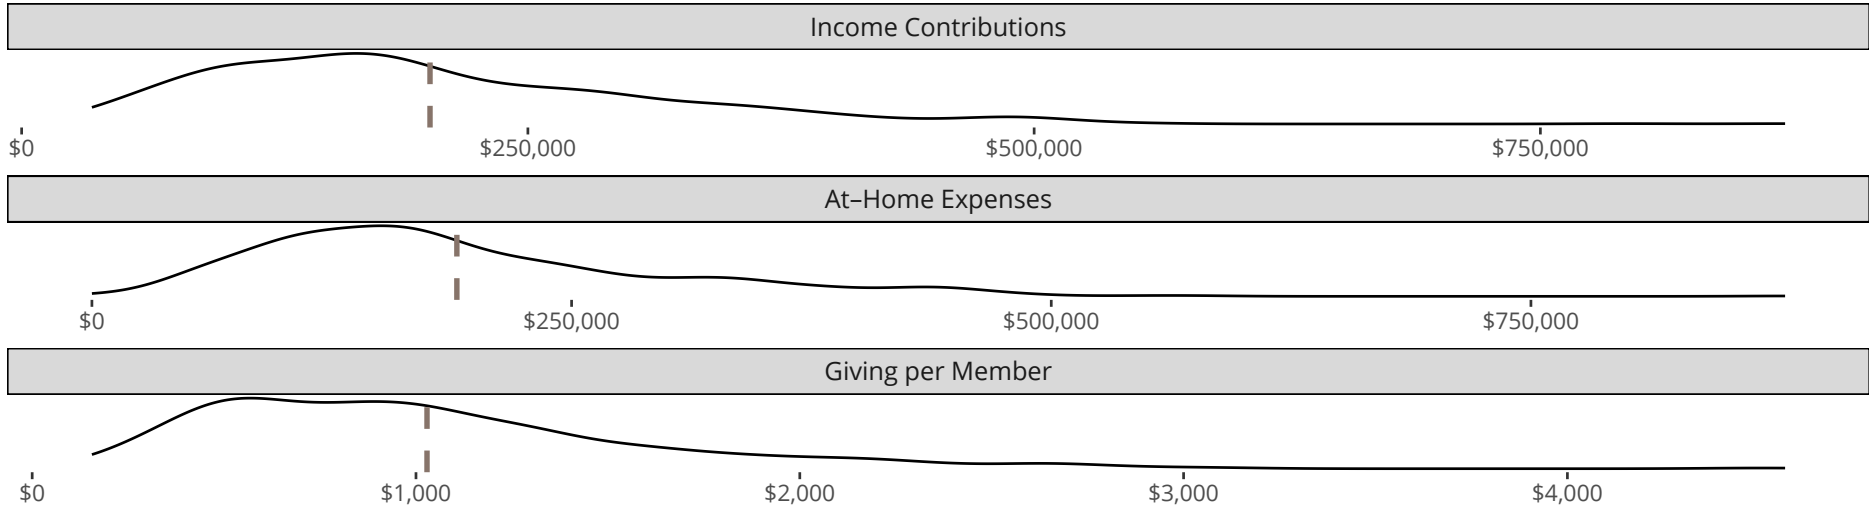 Income Contributions
$0 $250,000 $500,000 $750,000
At–Home Expenses
$0 $250,000 $500,000 $750,000
Giving per Member
$0 $1,000 $2,000 $3,000 $4,000